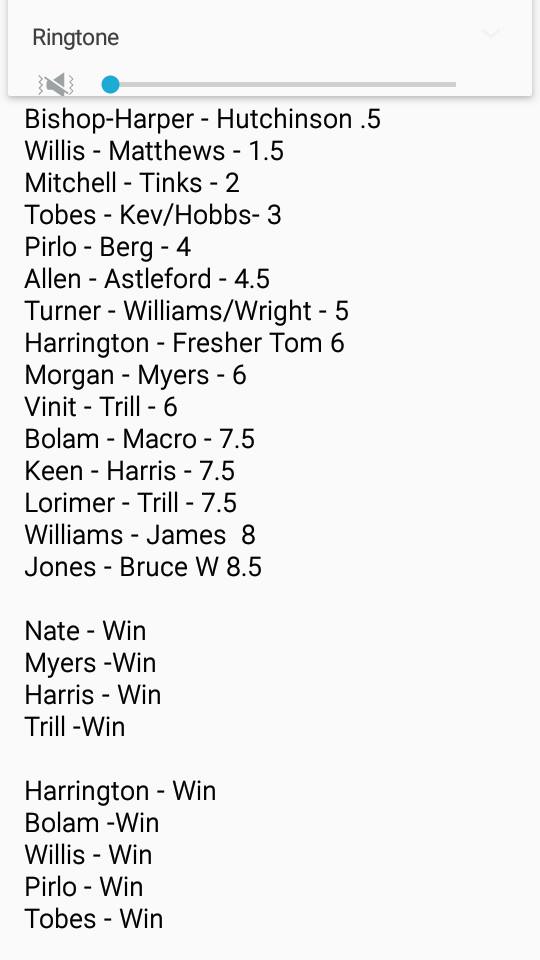 Ringtone
Bishop-Harper - Hutchinson .5
Willis - Matthews - 1.5
Mitchell - Tinks - 2
Tobes - Kev/Hobbs- 3
Pirlo - Berg - 4
Allen - Astleford - 4.5
Turner - Williams/Wright - 5
Harrington - Fresher Tom 6
Morgan - Myers - 6
Vinit - Trill - 6
Bolam - Macro - 7.5
Keen - Harris - 7.5
Lorimer - Trill - 7.5
Williams - James  8
Jones - Bruce W 8.5
Nate - Win
Myers -Win
Harris - Win
Trill -Win
Harrington - Win
Bolam -Win
Willis - Win
Pirlo - Win
Tobes - Win